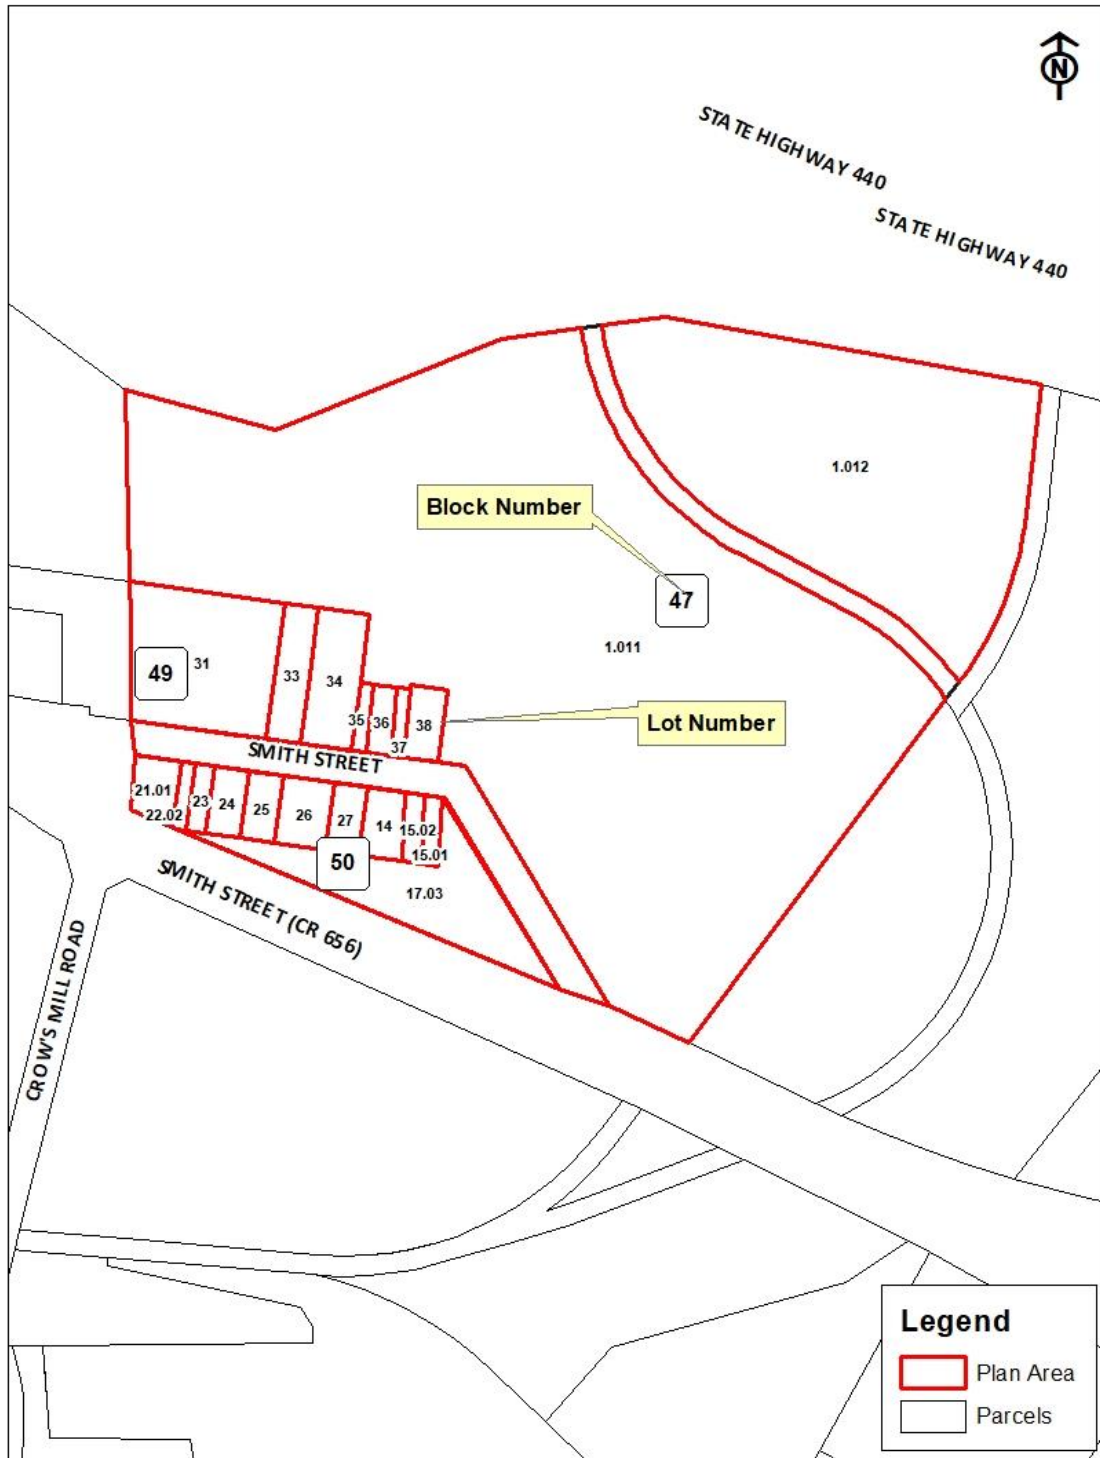 N
STATE HIGHWAY 440
STATE HIGHWAY 440
1.012
Block Number
47
1.011
49
31
33
34
35
36
37
38
Lot Number
SMITH STREET
21.01
22.02
23
24
25
26
27
14
15.02
15.01
50
17.03
SMITH STREET (CR 656)
CROW'S MILL ROAD
Legend
Plan Area
Parcels